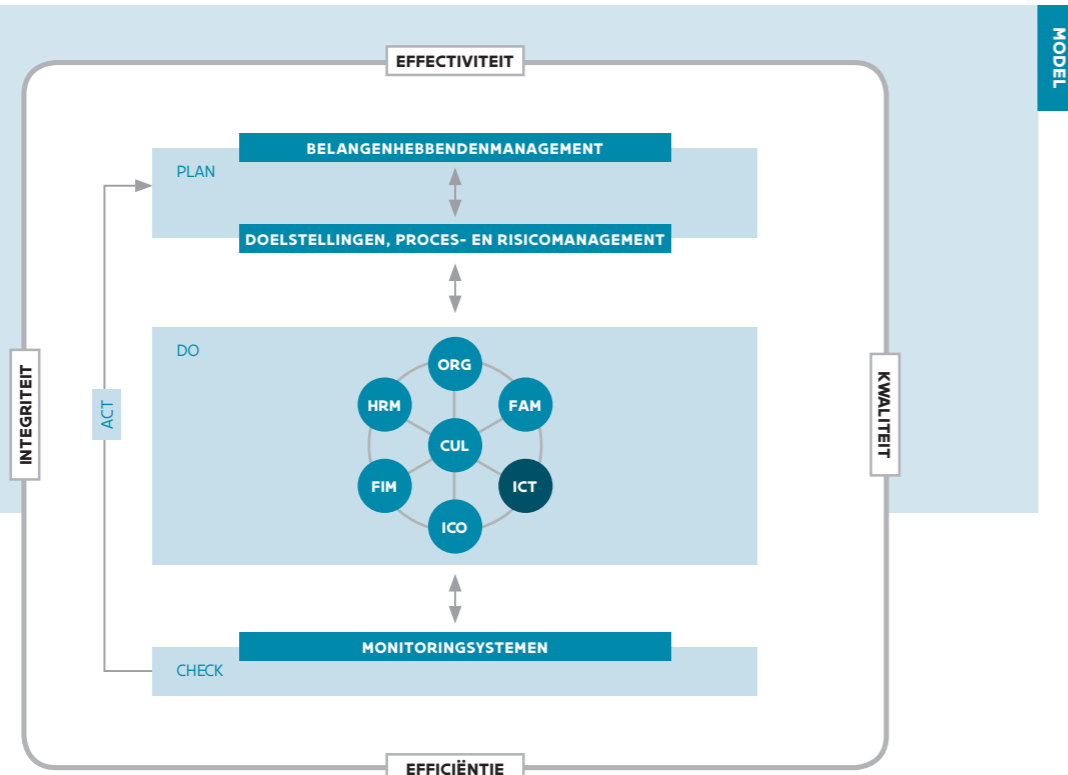 MODEL
EFFECTIVITEIT
BELANGENHEBBENDENMANAGEMENT
PLAN
DOELSTELLINGEN, PROCES- EN RISICOMANAGEMENT
DO
ORG
HRM
FAM
CUL
FIM
ICT
ICO
INTEGRITEIT
ACT
KWALITEIT
MONITORINGSYSTEMEN
CHECK
EFFICIËNTIE